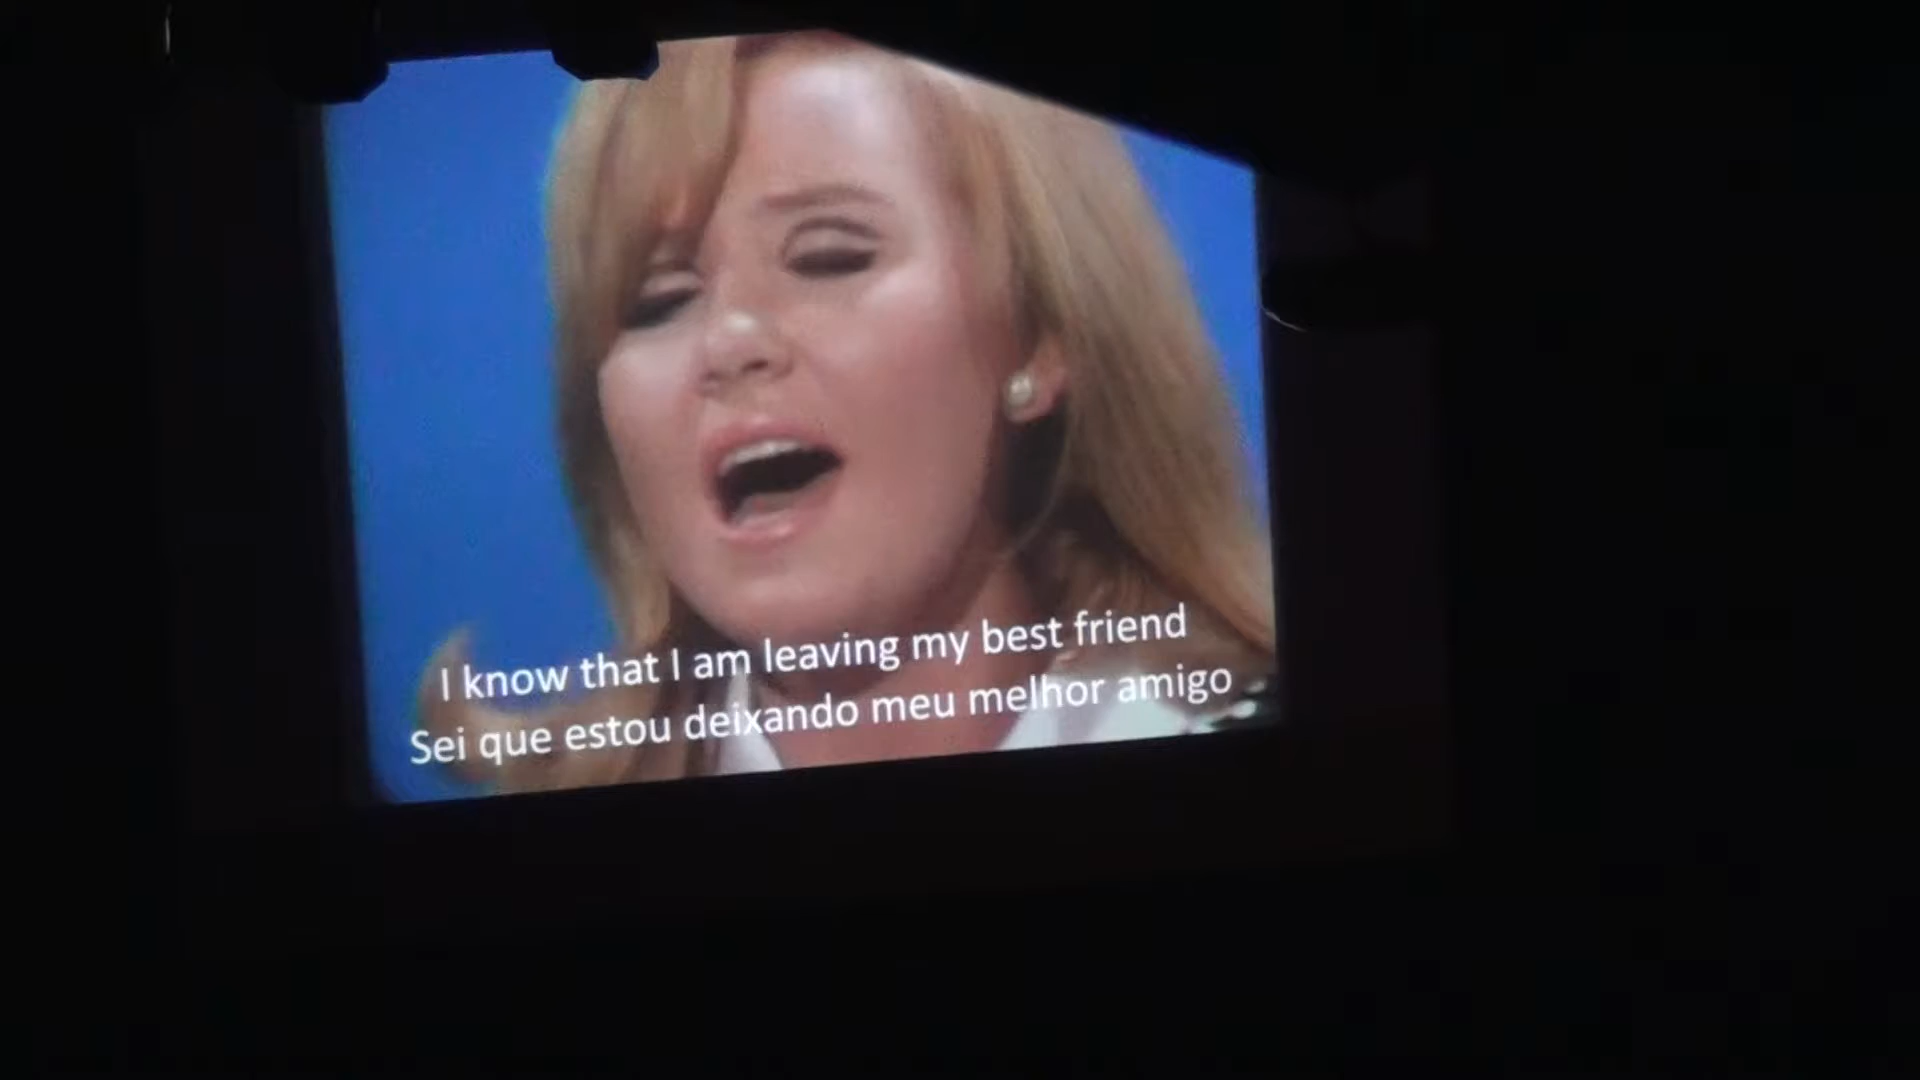 I know that I am leaving my best friend
Sei que estou deixando meu melhor amigo